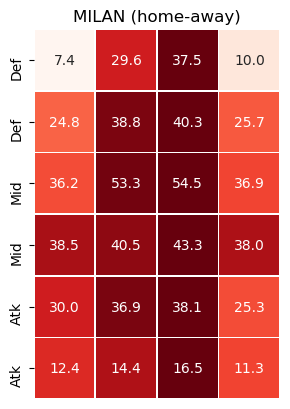 MILAN (home-away)
Def 7.4 29.6 37.5 10.0
Def 24.8 38.8 40.3 25.7
Mid 36.2 53.3 54.5 36.9
Mid 38.5 40.5 43.3 38.0
Atk 30.0 36.9 38.1 25.3
Atk 12.4 14.4 16.5 11.3